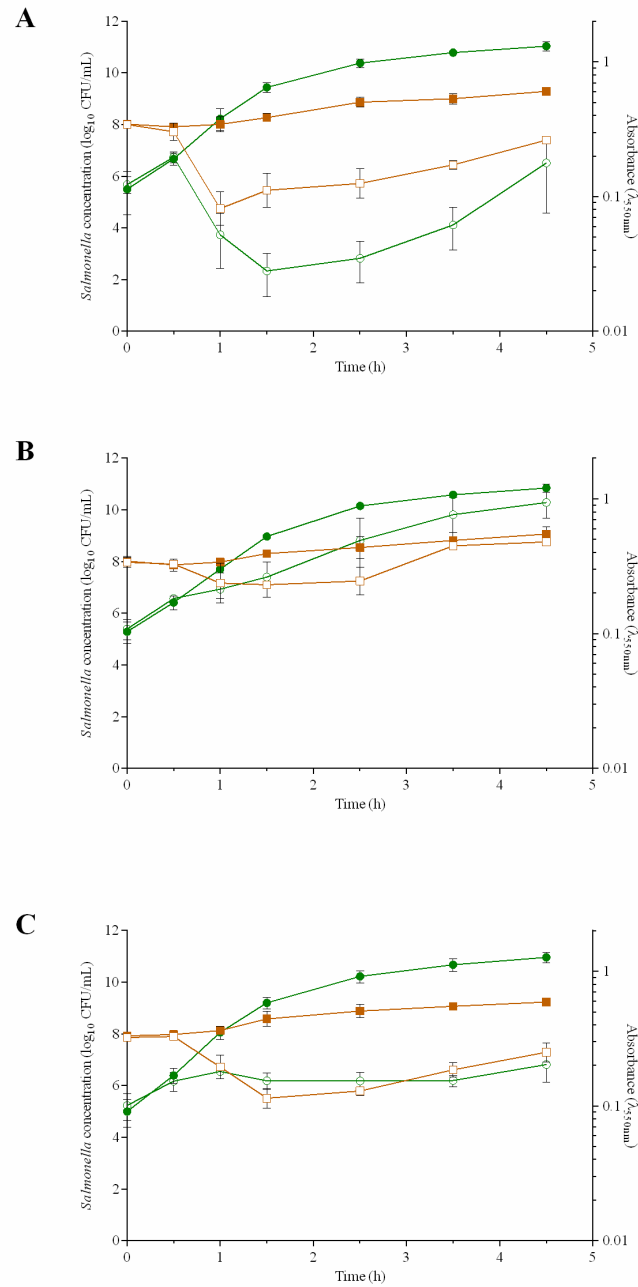 A
12
10
8
6
4
2
0
Salmonella concentration (log10 CFU/mL)
1
0.1
0.01
Absorbance (λ550nm)
0 1 2 3 4 5
Time (h)
B
12
10
8
6
4
2
0
Salmonella concentration (log10 CFU/mL)
1
0.1
0.01
Absorbance (λ550nm)
0 1 2 3 4 5
Time (h)
C
12
10
8
6
4
2
0
Salmonella concentration (log10 CFU/mL)
1
0.1
0.01
Absorbance (λ550nm)
0 1 2 3 4 5
Time (h)